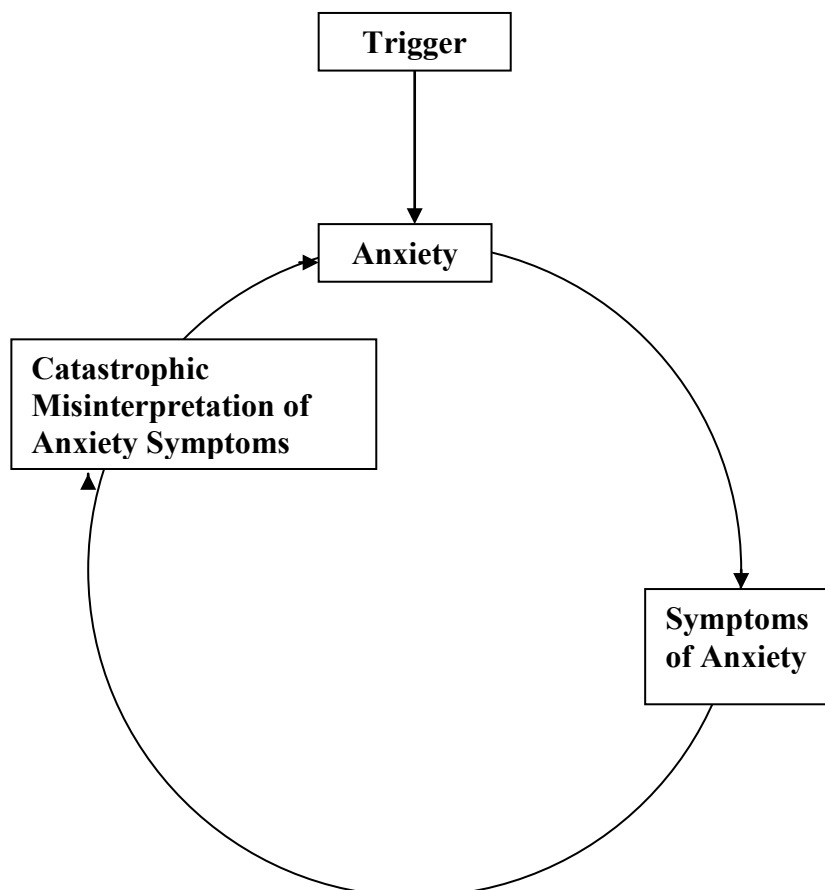 Trigger
Anxiety
Catastrophic
Misinterpretation of
Anxiety Symptoms
Symptoms
of Anxiety